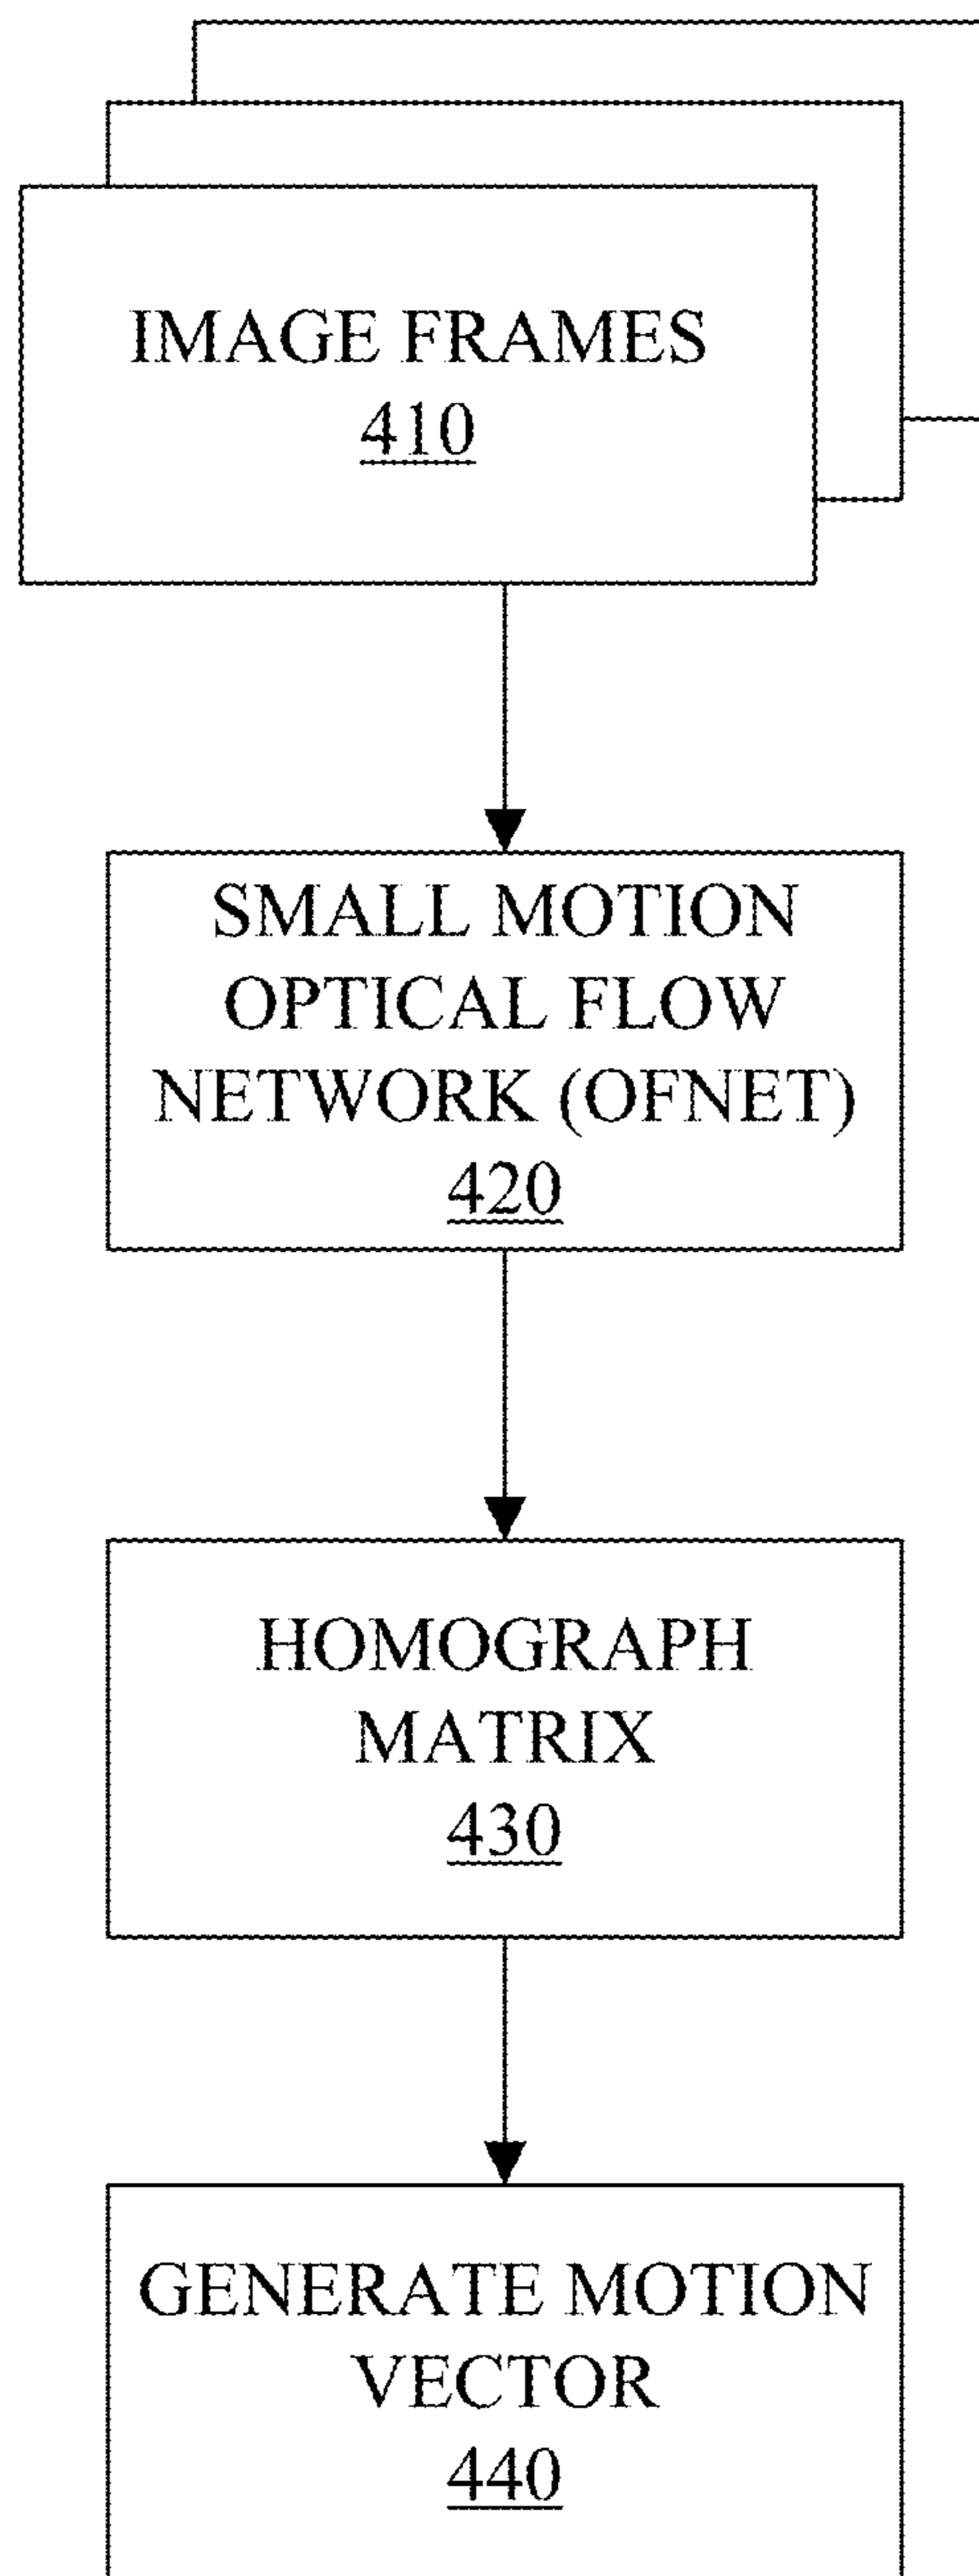 IMAGE FRAMES
410
SMALL MOTION
OPTICAL FLOW
NETWORK (OFNET)
420
HOMOGRAPH
MATRIX
430
GENERATE MOTION
VECTOR
440